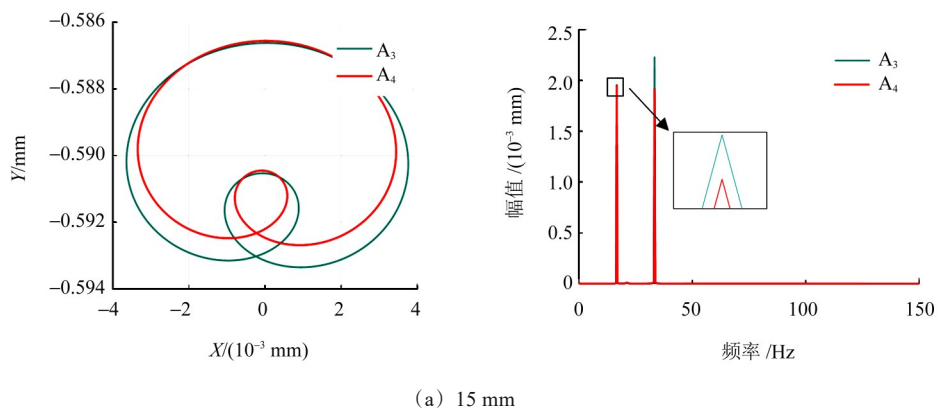 −0.586
−0.588
−0.590
−0.592
−0.594
Y/mm
−4
−2
0
2
4
X/(10⁻³ mm)
A₃
A₄
2.5
2.0
1.5
1.0
0.5
0
幅值 /(10⁻³ mm)
0
50
100
150
频率 /Hz
A₃
A₄
（a）15 mm